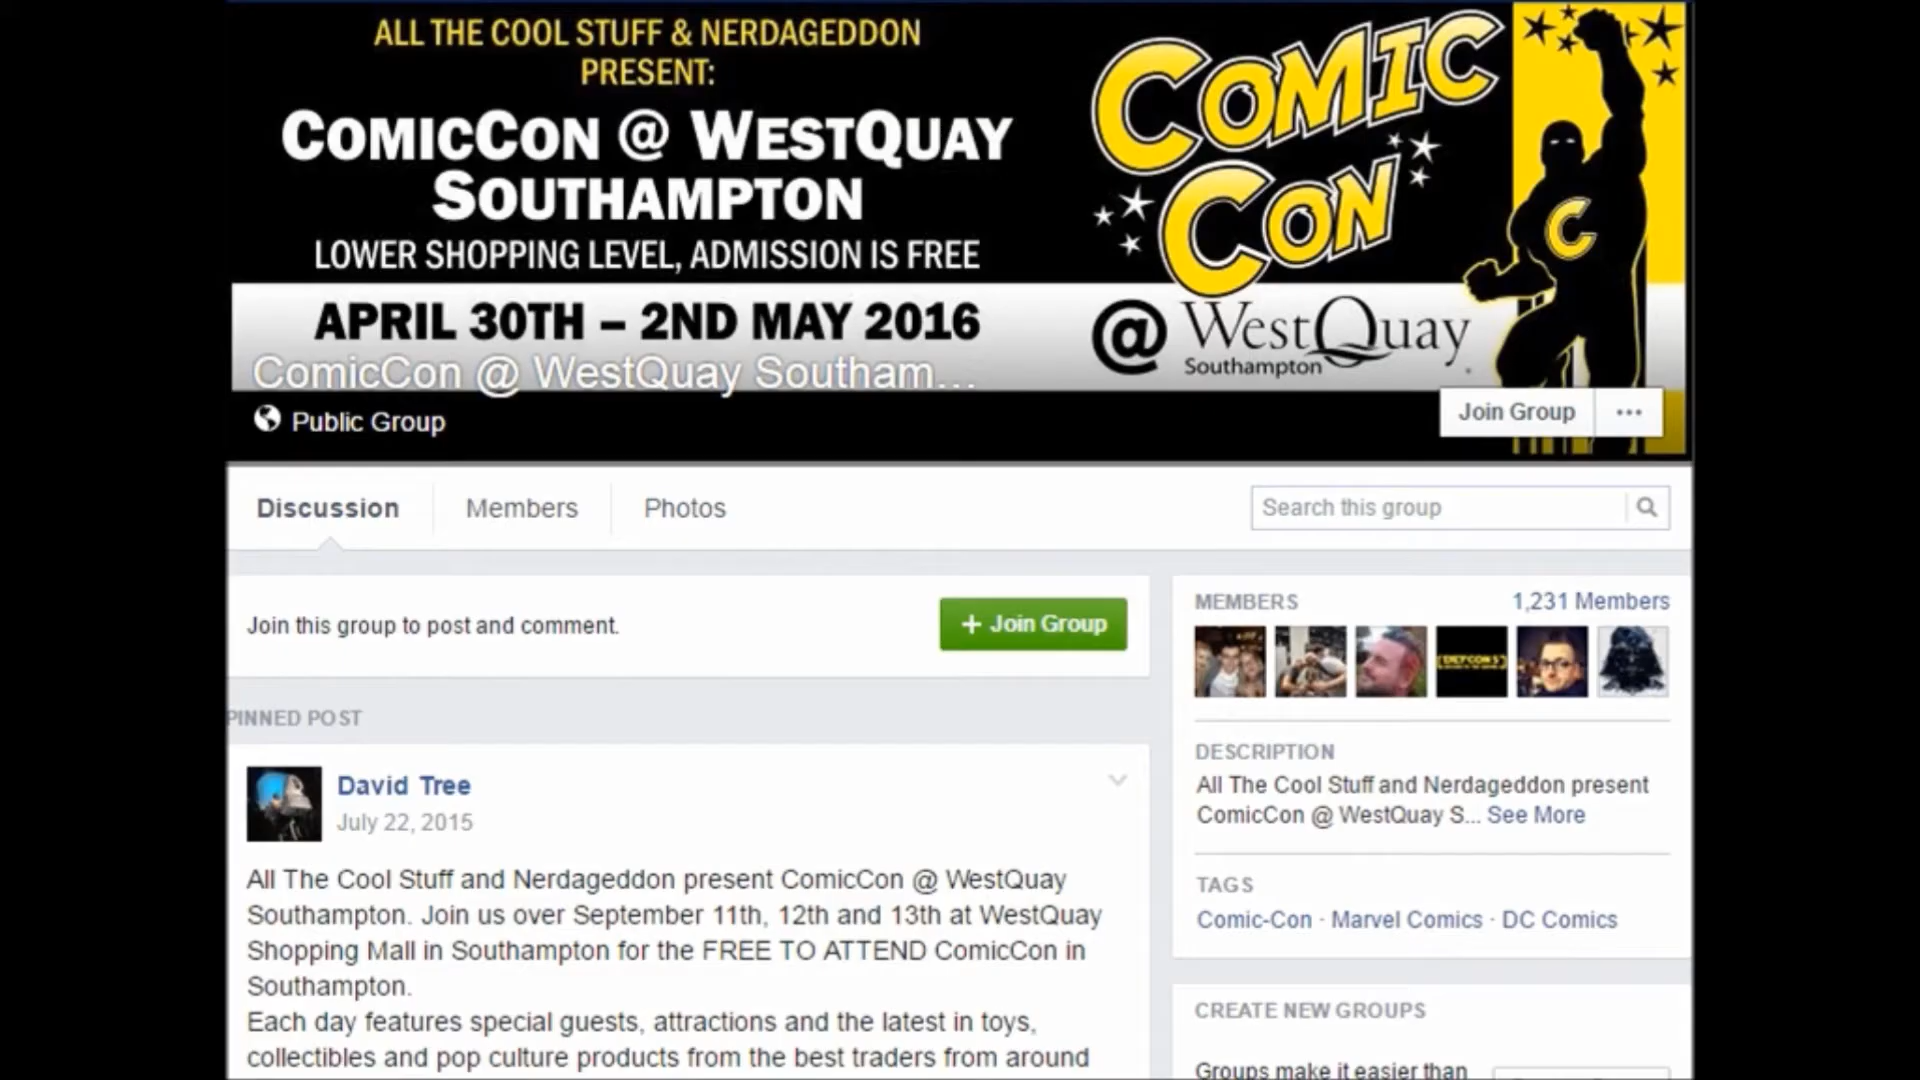 ALL THE COOL STUFF & NERDAGEDDON
PRESENT:
COMICCON @ WESTQUAY
SOUTHAMPTON
LOWER SHOPPING LEVEL, ADMISSION IS FREE
APRIL 30TH – 2ND MAY 2016
COMIC
CON
C
@ WestQuay
Southampton
ComicCon @ WestQuay Southam...
Public Group
Join Group
...
Discussion
Members
Photos
Search this group
Join this group to post and comment.
+ Join Group
PINNED POST
David Tree
July 22, 2015
All The Cool Stuff and Nerdageddon present ComicCon @ WestQuay
Southampton. Join us over September 11th, 12th and 13th at WestQuay
Shopping Mall in Southampton for the FREE TO ATTEND ComicCon in
Southampton.
Each day features special guests, attractions and the latest in toys,
collectibles and pop culture products from the best traders from around
MEMBERS
1,231 Members
DESCRIPTION
All The Cool Stuff and Nerdageddon present
ComicCon @ WestQuay S... See More
TAGS
Comic-Con · Marvel Comics · DC Comics
CREATE NEW GROUPS
Groups make it easier than